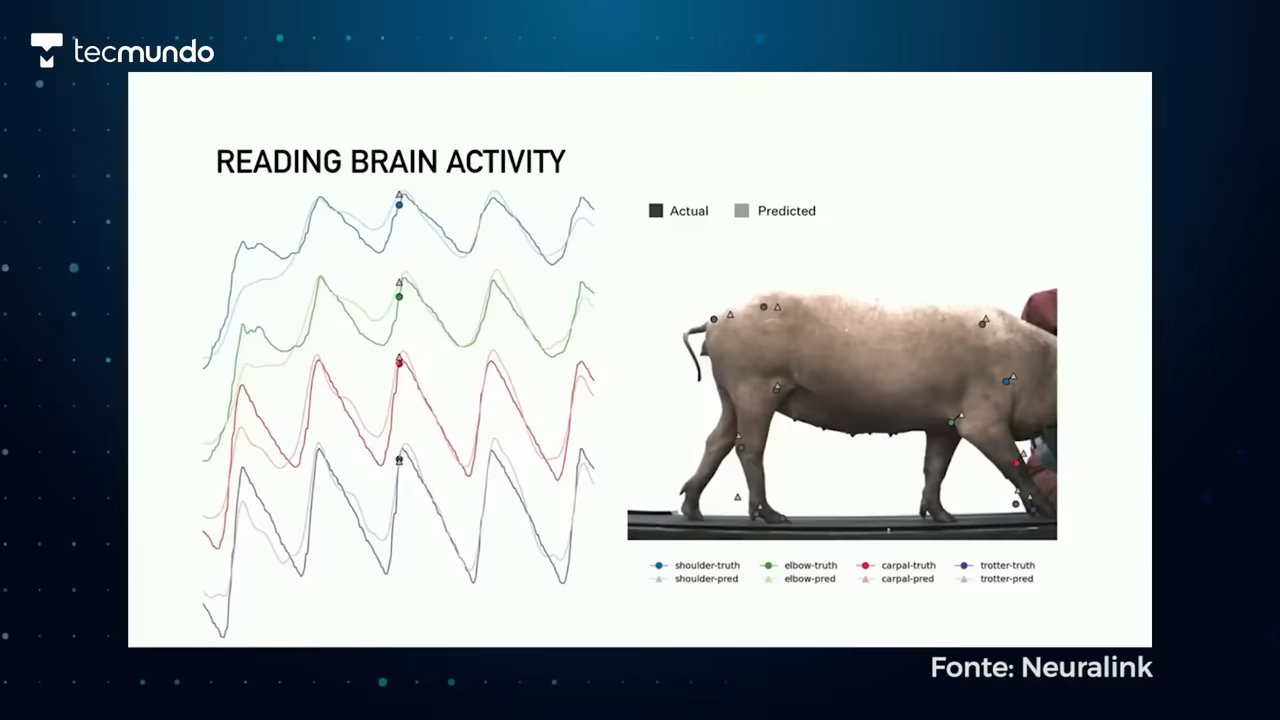 tecmundo
READING BRAIN ACTIVITY
Actual Predicted
shoulder-truth elbow-truth carpal-truth trotter-truth
shoulder-pred elbow-pred carpal-pred trotter-pred
Fonte: Neuralink